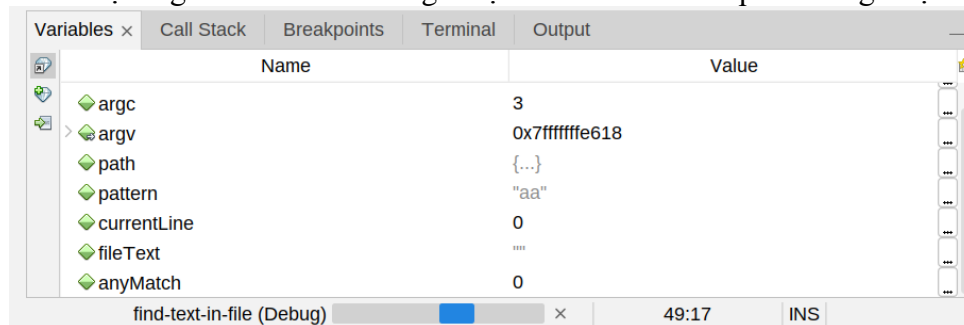 Variables × Call Stack Breakpoints Terminal Output
Name Value
argc 3
argv 0x7fffffffe618
path {...}
pattern "aa"
currentLine 0
fileText ""
anyMatch 0
find-text-in-file (Debug) × 49:17 INS